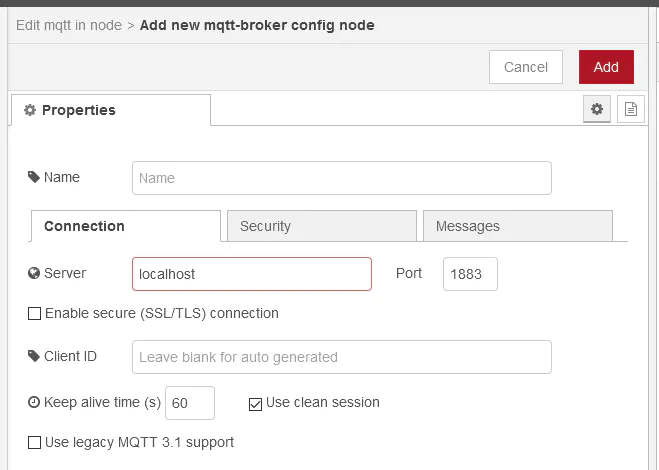 Edit mqtt in node > Add new mqtt-broker config node
Cancel Add
Properties
Name Name
Connection Security Messages
Server localhost Port 1883
Enable secure (SSL/TLS) connection
Client ID Leave blank for auto generated
Keep alive time (s) 60 Use clean session
Use legacy MQTT 3.1 support